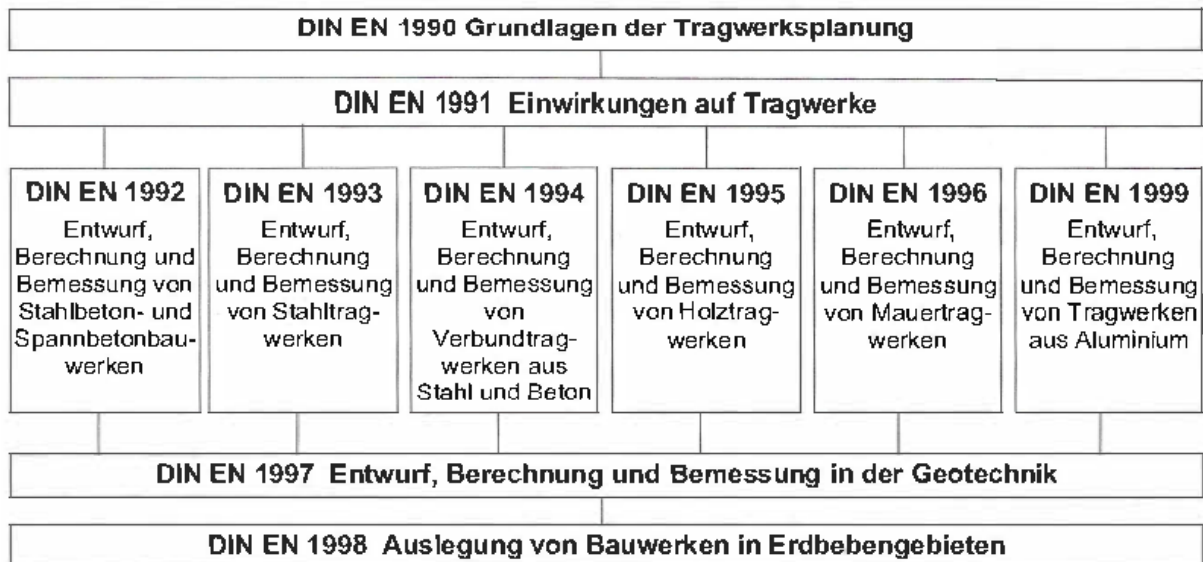 DIN EN 1990 Grundlagen der Tragwerksplanung
DIN EN 1991 Einwirkungen auf Tragwerke
DIN EN 1992
Entwurf,
Berechnung und
Bemessung von
Stahlbeton- und
Spannbetonbau-
werken
DIN EN 1993
Entwurf,
Berechnung
und Bemessung
von Stahltrag-
werken
DIN EN 1994
Entwurf,
Berechnung
und Bemessung
von
Verbundtrag-
werken aus
Stahl und Beton
DIN EN 1995
Entwurf,
Berechnung
und Bemessung
von Holztrag-
werken
DIN EN 1996
Entwurf,
Berechnung
und Bemessung
von Mauertrag-
werken
DIN EN 1999
Entwurf,
Berechnung
und Bemessung
von Tragwerken
aus Aluminium
DIN EN 1997 Entwurf, Berechnung und Bemessung in der Geotechnik
DIN EN 1998 Auslegung von Bauwerken in Erdbebengebieten